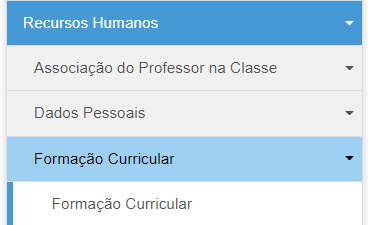 Recursos Humanos
Associação do Professor na Classe
Dados Pessoais
Formação Curricular
Formação Curricular